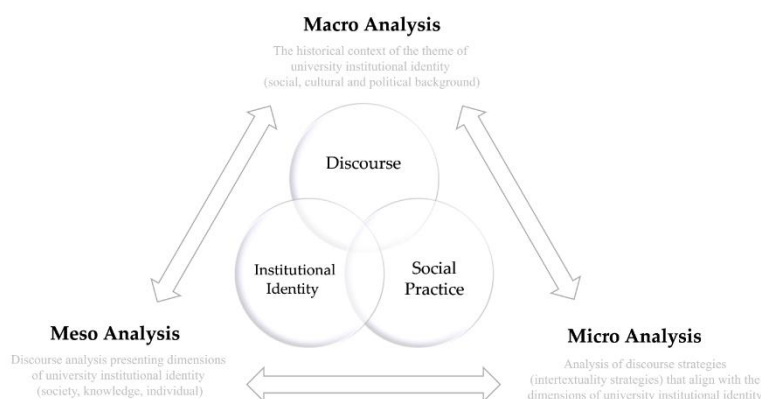 Macro Analysis
The historical context of the theme of
university institutional identity
(social, cultural and political background)
Discourse
Institutional
Identity
Social
Practice
Meso Analysis
Discourse analysis presenting dimensions
of university institutional identity
(society, knowledge, individual)
Micro Analysis
Analysis of discourse strategies
(intertextuality strategies) that align with the
dimensions of university institutional identity